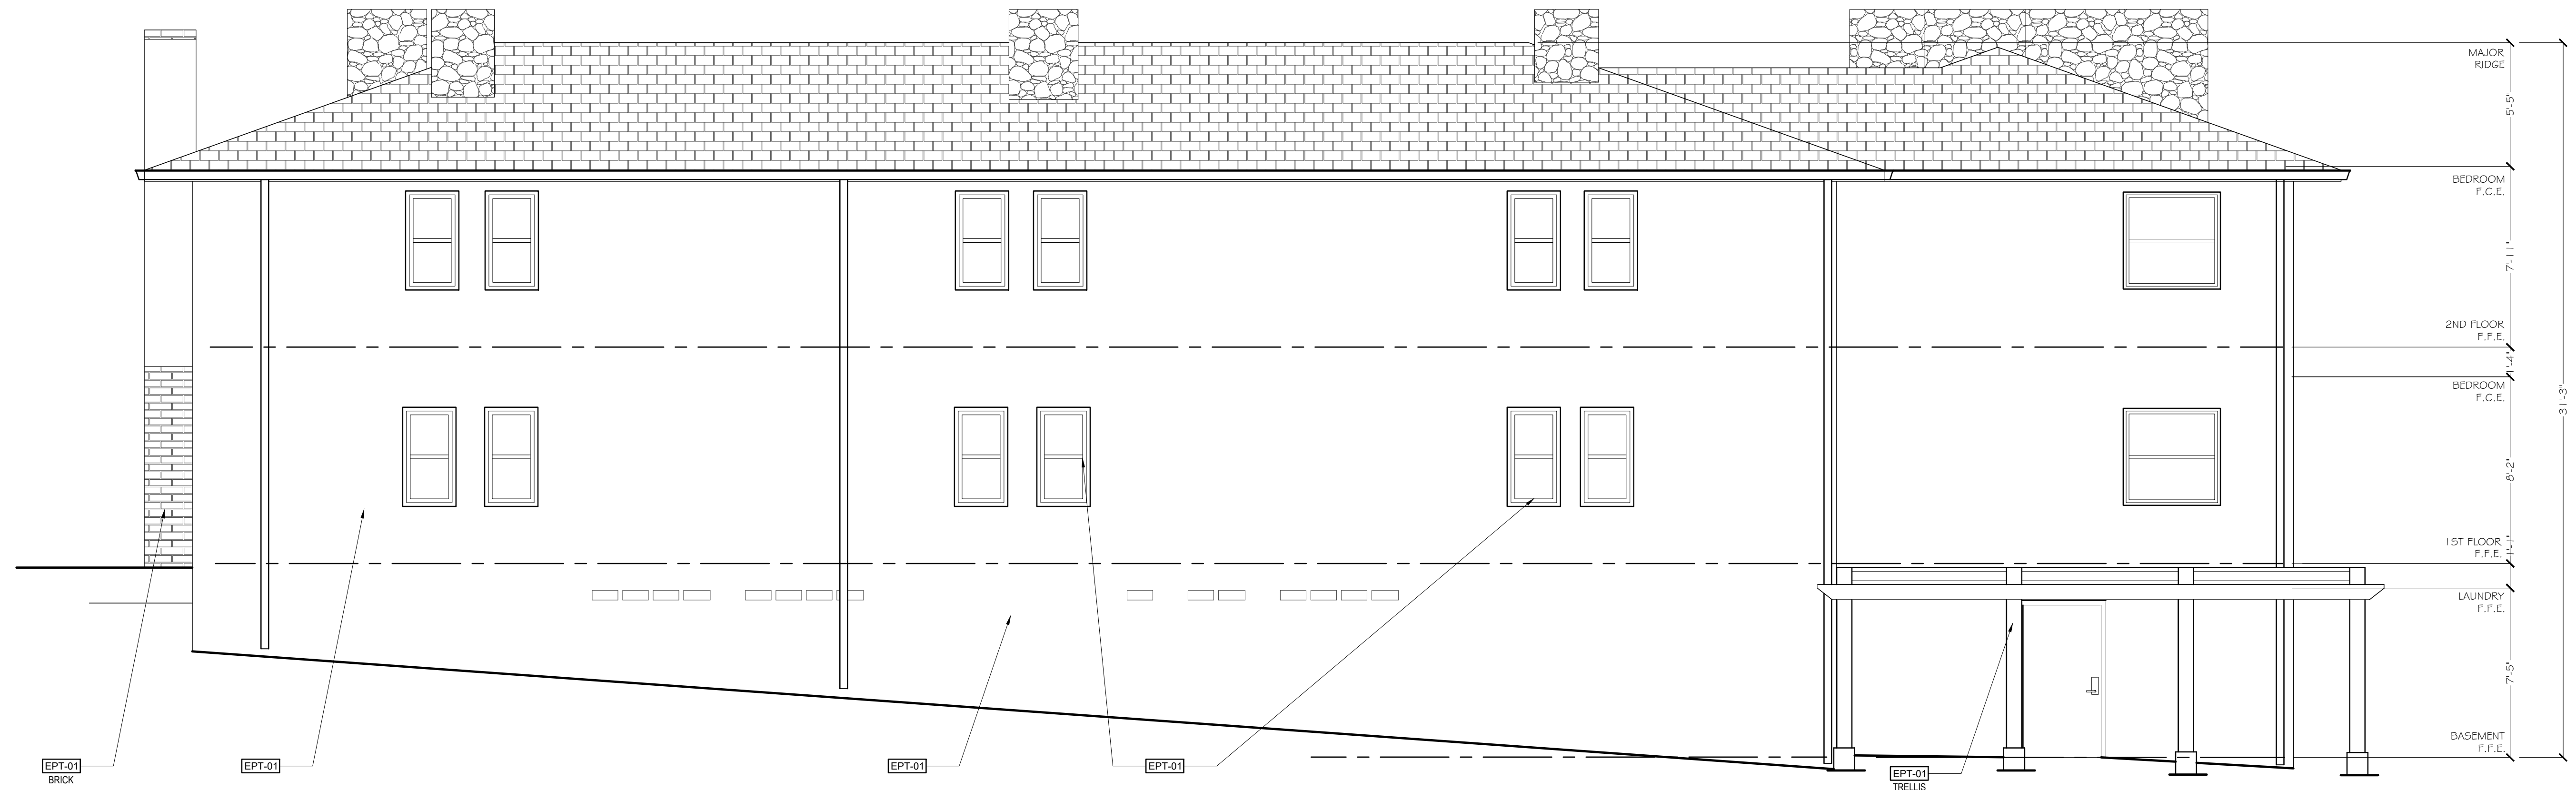 MAJOR
RIDGE
5'-5"
BEDROOM
F.C.E.
7'-11"
2ND FLOOR
F.F.E.
1'-4"
BEDROOM
F.C.E.
31'-3"
8'-2"
1ST FLOOR
F.F.E.
1'-1"
LAUNDRY
F.F.E.
7'-5"
BASEMENT
F.F.E.
EPT-01
BRICK
EPT-01
EPT-01
EPT-01
EPT-01
TRELLIS